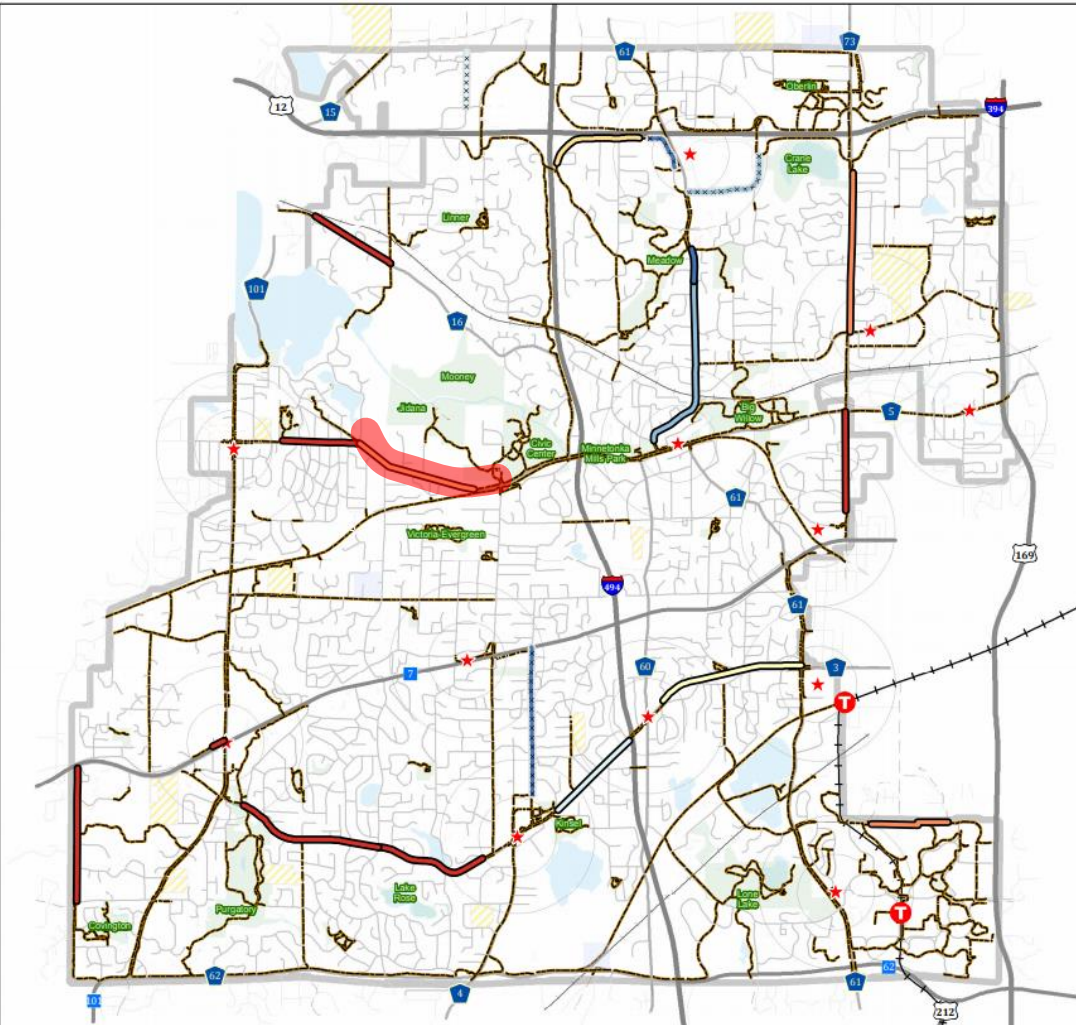 61
73
Oberlin
12
15
394
Crane
Lake
Linner
Meadow
101
16
Mooney
Jidana
Big
Willow
5
Civic
Center
Minnetonka
Mills Park
61
Victoria-Evergreen
169
494
61
60
3
7
T
Kinsel
Lake
Rose
Lone
Lake
Purgatory
T
Covington
62
62
4
61
101
212